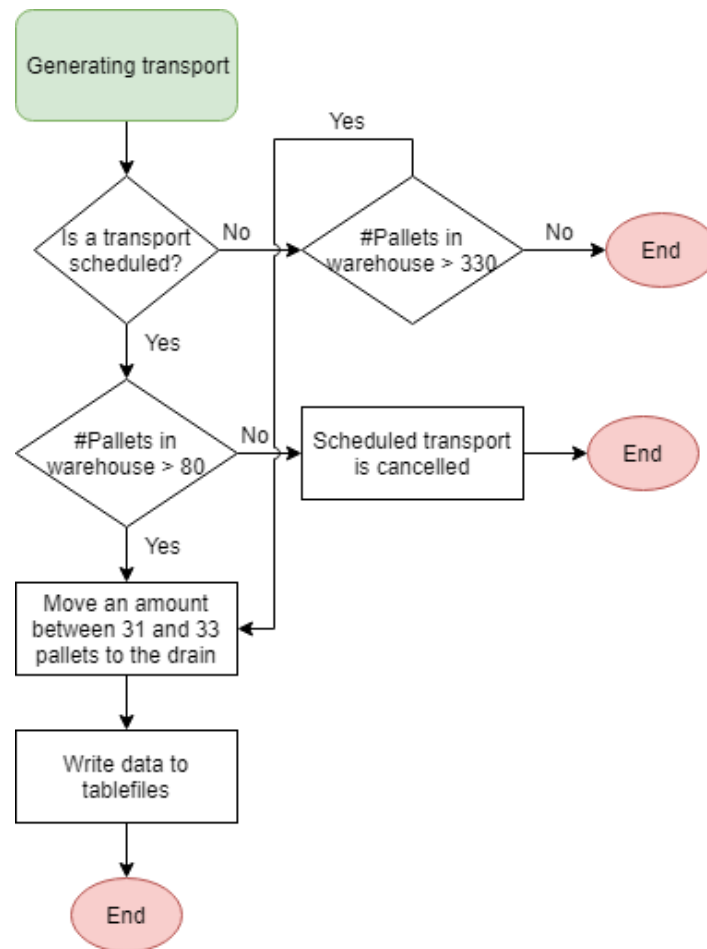 Generating transport
Yes
Is a transport
scheduled?
No
#Pallets in
warehouse > 330
No
End
Yes
#Pallets in
warehouse > 80
No
Scheduled transport
is cancelled
End
Yes
Move an amount
between 31 and 33
pallets to the drain
Write data to
tablefiles
End